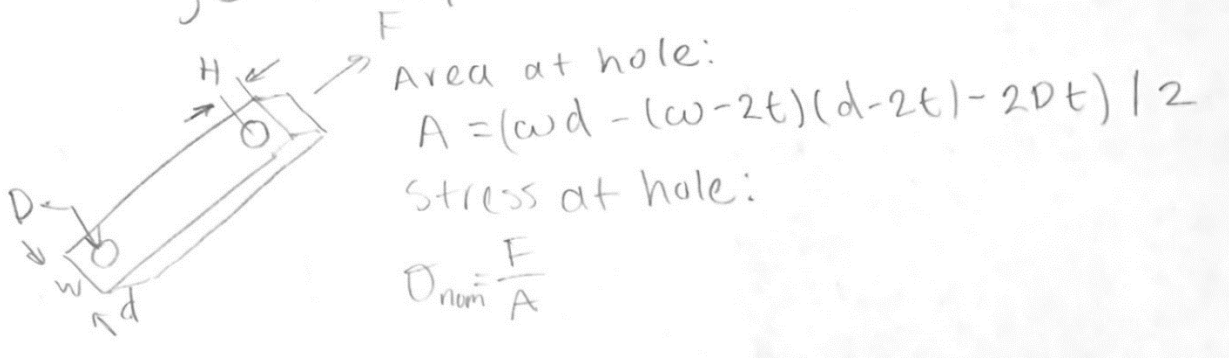 F
H
Area at hole:
A = (wd - (w-2t)(d-2t) - 2Dt) / 2
Stress at hole:
D
σnom = F/A
w
d